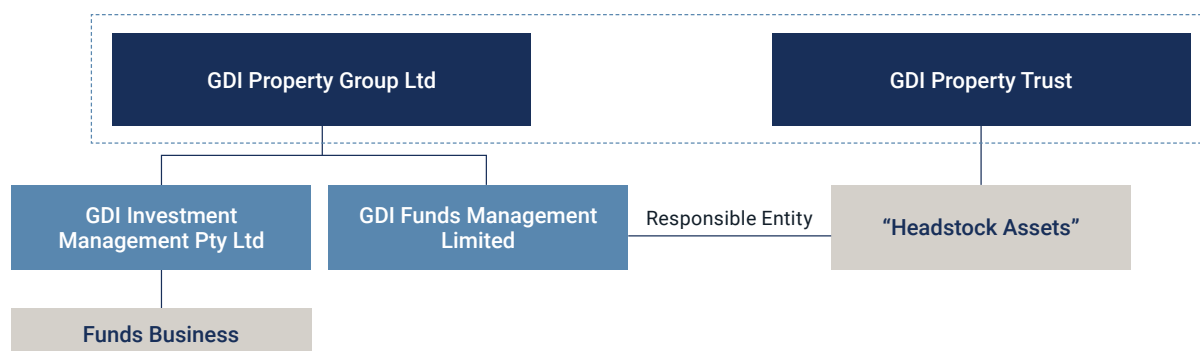 GDI Property Group Ltd
GDI Property Trust
GDI Investment
Management Pty Ltd
GDI Funds Management
Limited
Responsible Entity
“Headstock Assets”
Funds Business